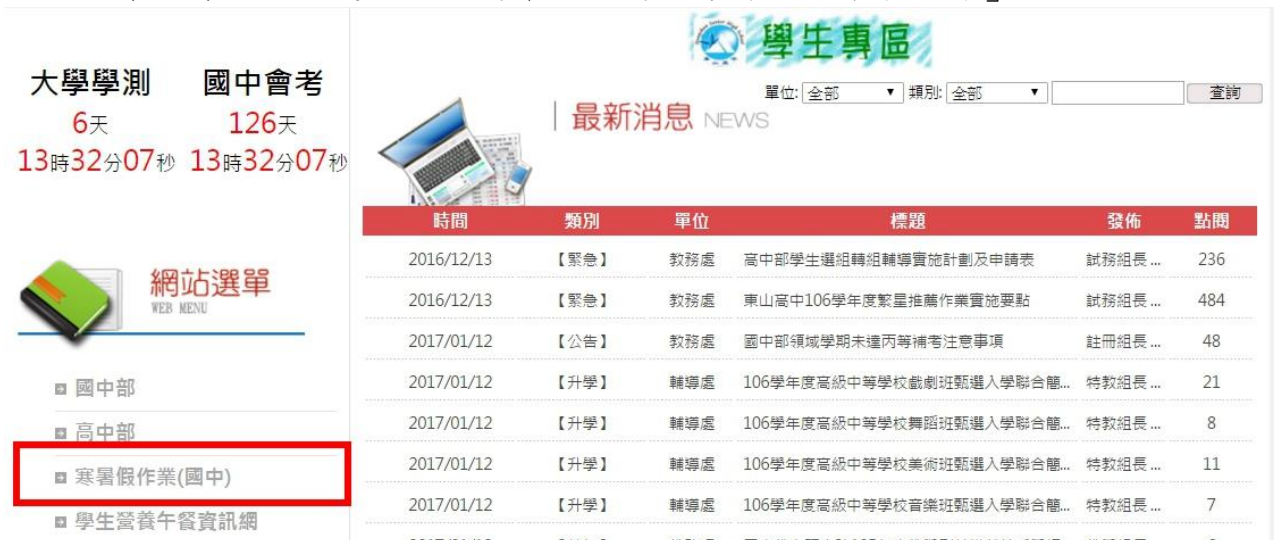 學生專區
大學學測 國中會考
6天 126天
13時32分07秒 13時32分07秒
單位: 全部 類別: 全部 查詢
最新消息 NEWS
時間 類別 單位 標題 發佈 點閱
2016/12/13 【緊急】 教務處 高中部學生選組轉組輔導實施計劃及申請表 試務組長... 236
2016/12/13 【緊急】 教務處 東山高中106學年度繁星推薦作業實施要點 試務組長... 484
2017/01/12 【公告】 教務處 國中部領域學期未達丙等補考注意事項 註冊組長... 48
2017/01/12 【升學】 輔導處 106學年度高級中等學校戲劇班甄選入學聯合簡... 特教組長... 21
2017/01/12 【升學】 輔導處 106學年度高級中等學校舞蹈班甄選入學聯合簡... 特教組長... 8
2017/01/12 【升學】 輔導處 106學年度高級中等學校美術班甄選入學聯合簡... 特教組長... 11
2017/01/12 【升學】 輔導處 106學年度高級中等學校音樂班甄選入學聯合簡... 特教組長... 7
網站選單
WEB MENU
國中部
高中部
寒暑假作業(國中)
學生營養午餐資訊網